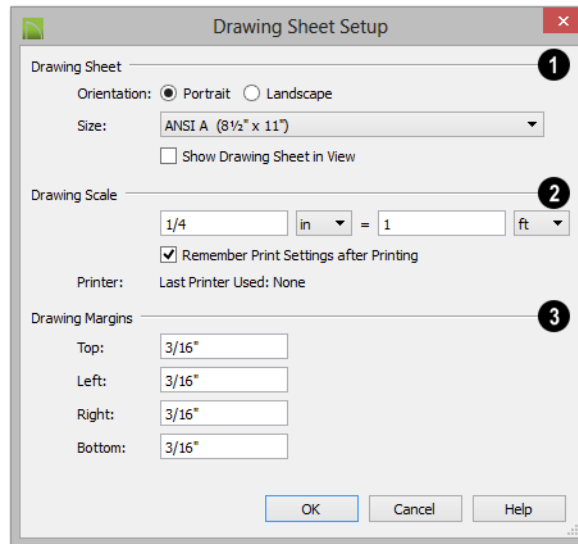 Drawing Sheet Setup
Drawing Sheet 1
Orientation: Portrait Landscape
Size: ANSI A (8½" x 11")
Show Drawing Sheet in View
Drawing Scale 2
1/4 in = 1 ft
Remember Print Settings after Printing
Printer: Last Printer Used: None
Drawing Margins 3
Top: 3/16"
Left: 3/16"
Right: 3/16"
Bottom: 3/16"
OK Cancel Help